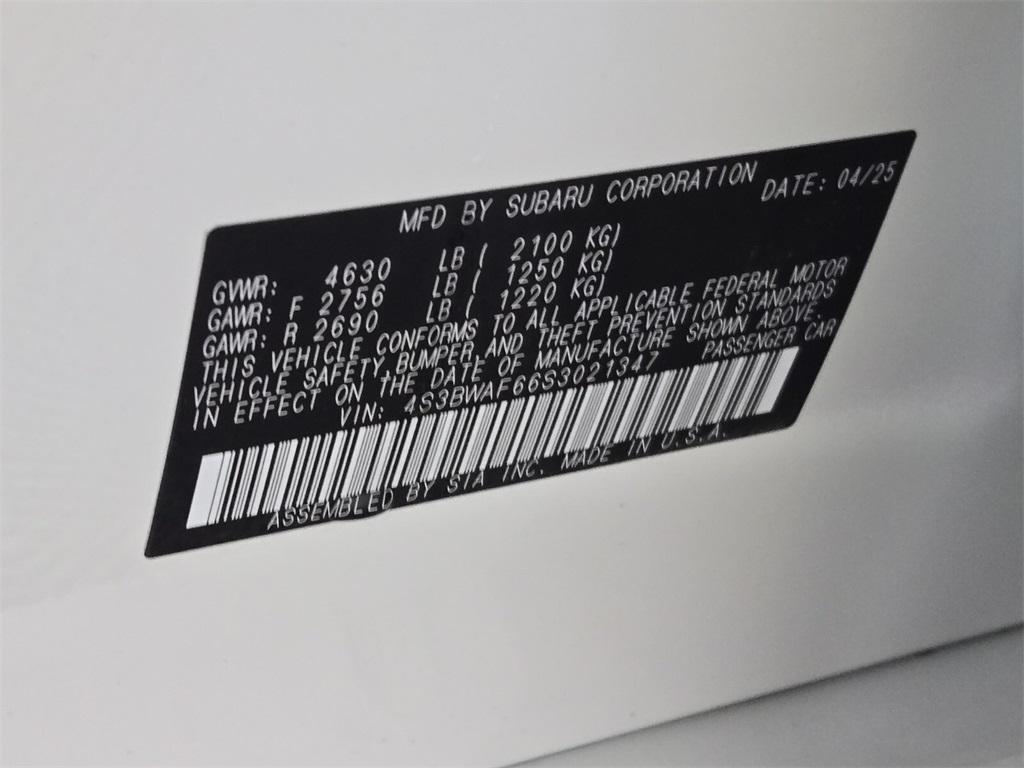 MFD BY SUBARU CORPORATION DATE: 04/25
GVWR: 4630 LB ( 2100 KG)
GAWR: F 2756 LB ( 1250 KG)
GAWR: R 2690 LB ( 1220 KG)
THIS VEHICLE CONFORMS TO ALL APPLICABLE FEDERAL MOTOR
VEHICLE SAFETY,BUMPER,AND THEFT PREVENTION STANDARDS
IN EFFECT ON THE DATE OF MANUFACTURE SHOWN ABOVE.
VIN: 4S3BWAF66S3021347 PASSENGER CAR
ASSEMBLED BY SIA INC. MADE IN U.S.A.